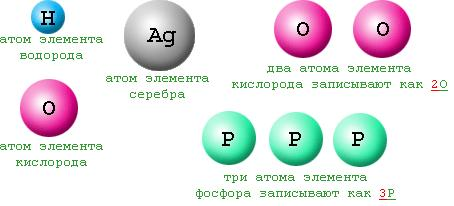 H
атом элемента
водорода
Ag
атом элемента
серебра
O O
два атома элемента
кислорода записывают как 2O
O
атом элемента
кислорода
P P P
три атома элемента
фосфора записывают как 3P